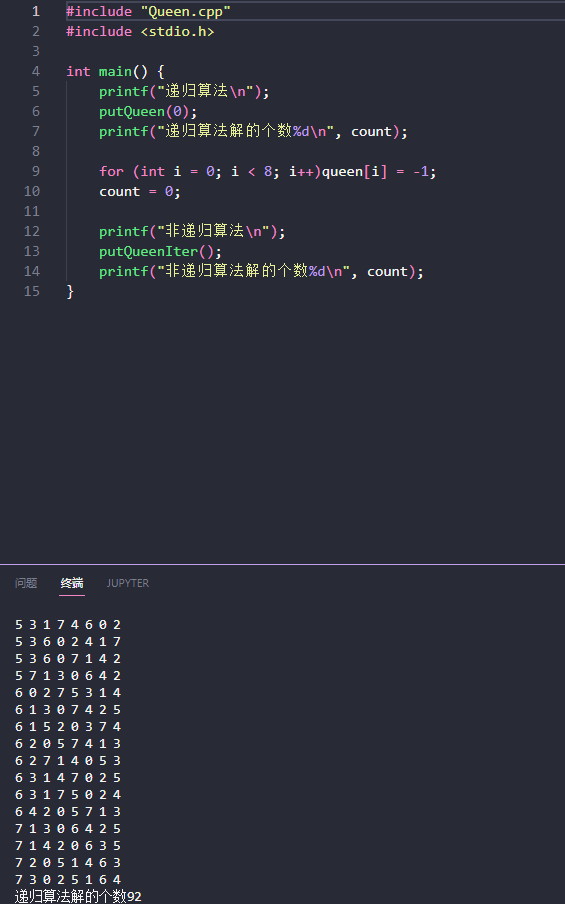 1 #include "Queen.cpp"
2 #include <stdio.h>
3
4 int main() {
5 printf("递归算法\n");
6 putQueen(0);
7 printf("递归算法解的个数%d\n", count);
8
9 for (int i = 0; i < 8; i++)queen[i] = -1;
10 count = 0;
11
12 printf("非递归算法\n");
13 putQueenIter();
14 printf("非递归算法解的个数%d\n", count);
15 }
问题 终端 JUPYTER
5 3 1 7 4 6 0 2
5 3 6 0 2 4 1 7
5 3 6 0 7 1 4 2
5 7 1 3 0 6 4 2
6 0 2 7 5 3 1 4
6 1 3 0 7 4 2 5
6 1 5 2 0 3 7 4
6 2 0 5 7 4 1 3
6 2 7 1 4 0 5 3
6 3 1 4 7 0 2 5
6 3 1 7 5 0 2 4
6 4 2 0 5 7 1 3
7 1 3 0 6 4 2 5
7 1 4 2 0 6 3 5
7 2 0 5 1 4 6 3
7 3 0 2 5 1 6 4
递归算法解的个数92